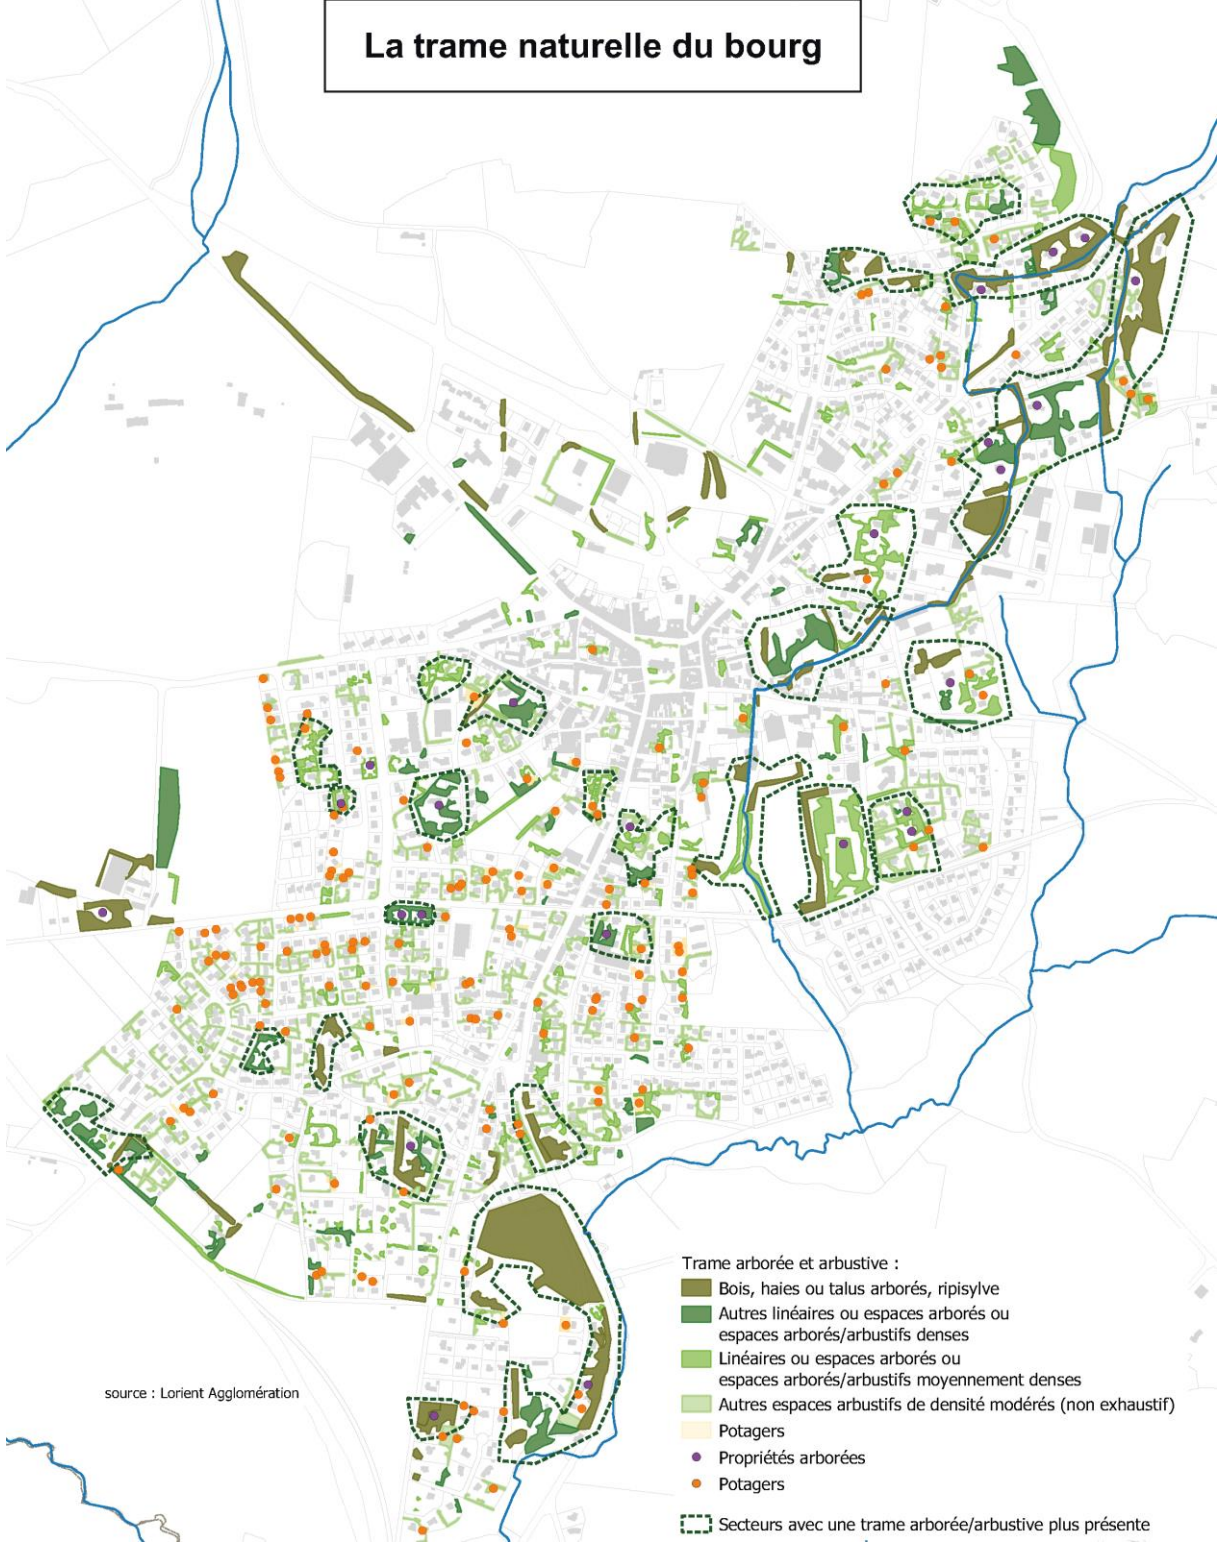 La trame naturelle du bourg
Trame arborée et arbustive :
Bois, haies ou talus arborés, ripisylve
Autres linéaires ou espaces arborés ou
espaces arborés/arbustifs denses
Linéaires ou espaces arborés ou
espaces arborés/arbustifs moyennement denses
Autres espaces arbustifs de densité modérés (non exhaustif)
Potagers
Propriétés arborées
Potagers
Secteurs avec une trame arborée/arbustive plus présente
source : Lorient Agglomération